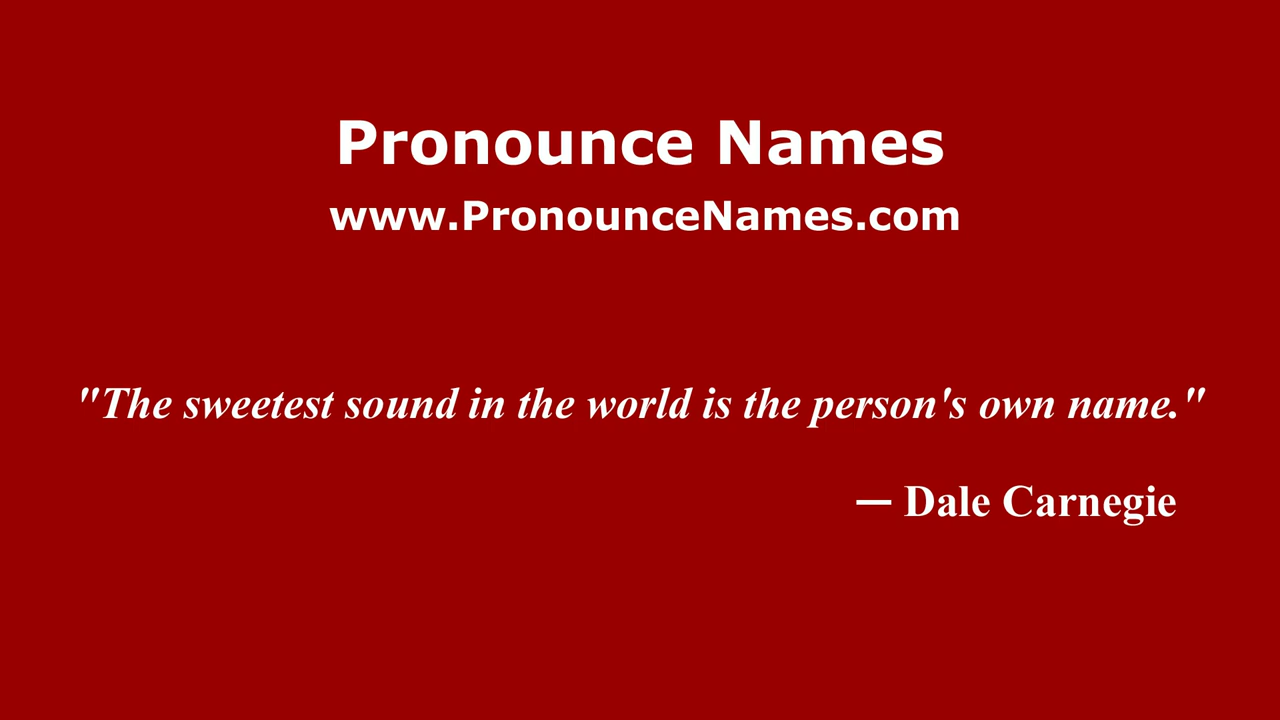 Pronounce Names
www.PronounceNames.com
"The sweetest sound in the world is the person's own name."
— Dale Carnegie